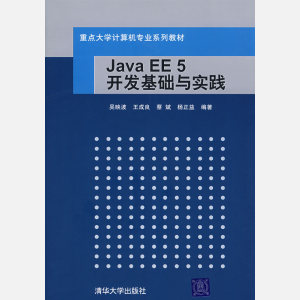 重点大学计算机专业系列教材
Java EE 5
开发基础与实践
吴映波 王成良 蔡斌 杨正益 编著
清华大学出版社